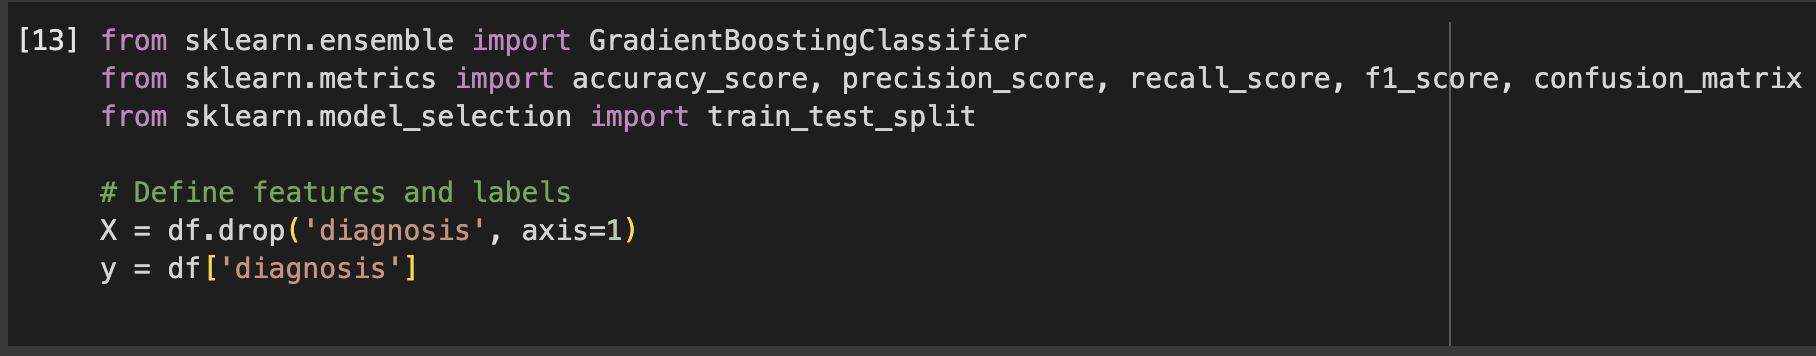 [13] from sklearn.ensemble import GradientBoostingClassifier
from sklearn.metrics import accuracy_score, precision_score, recall_score, f1_score, confusion_matrix
from sklearn.model_selection import train_test_split
# Define features and labels
X = df.drop('diagnosis', axis=1)
y = df['diagnosis']